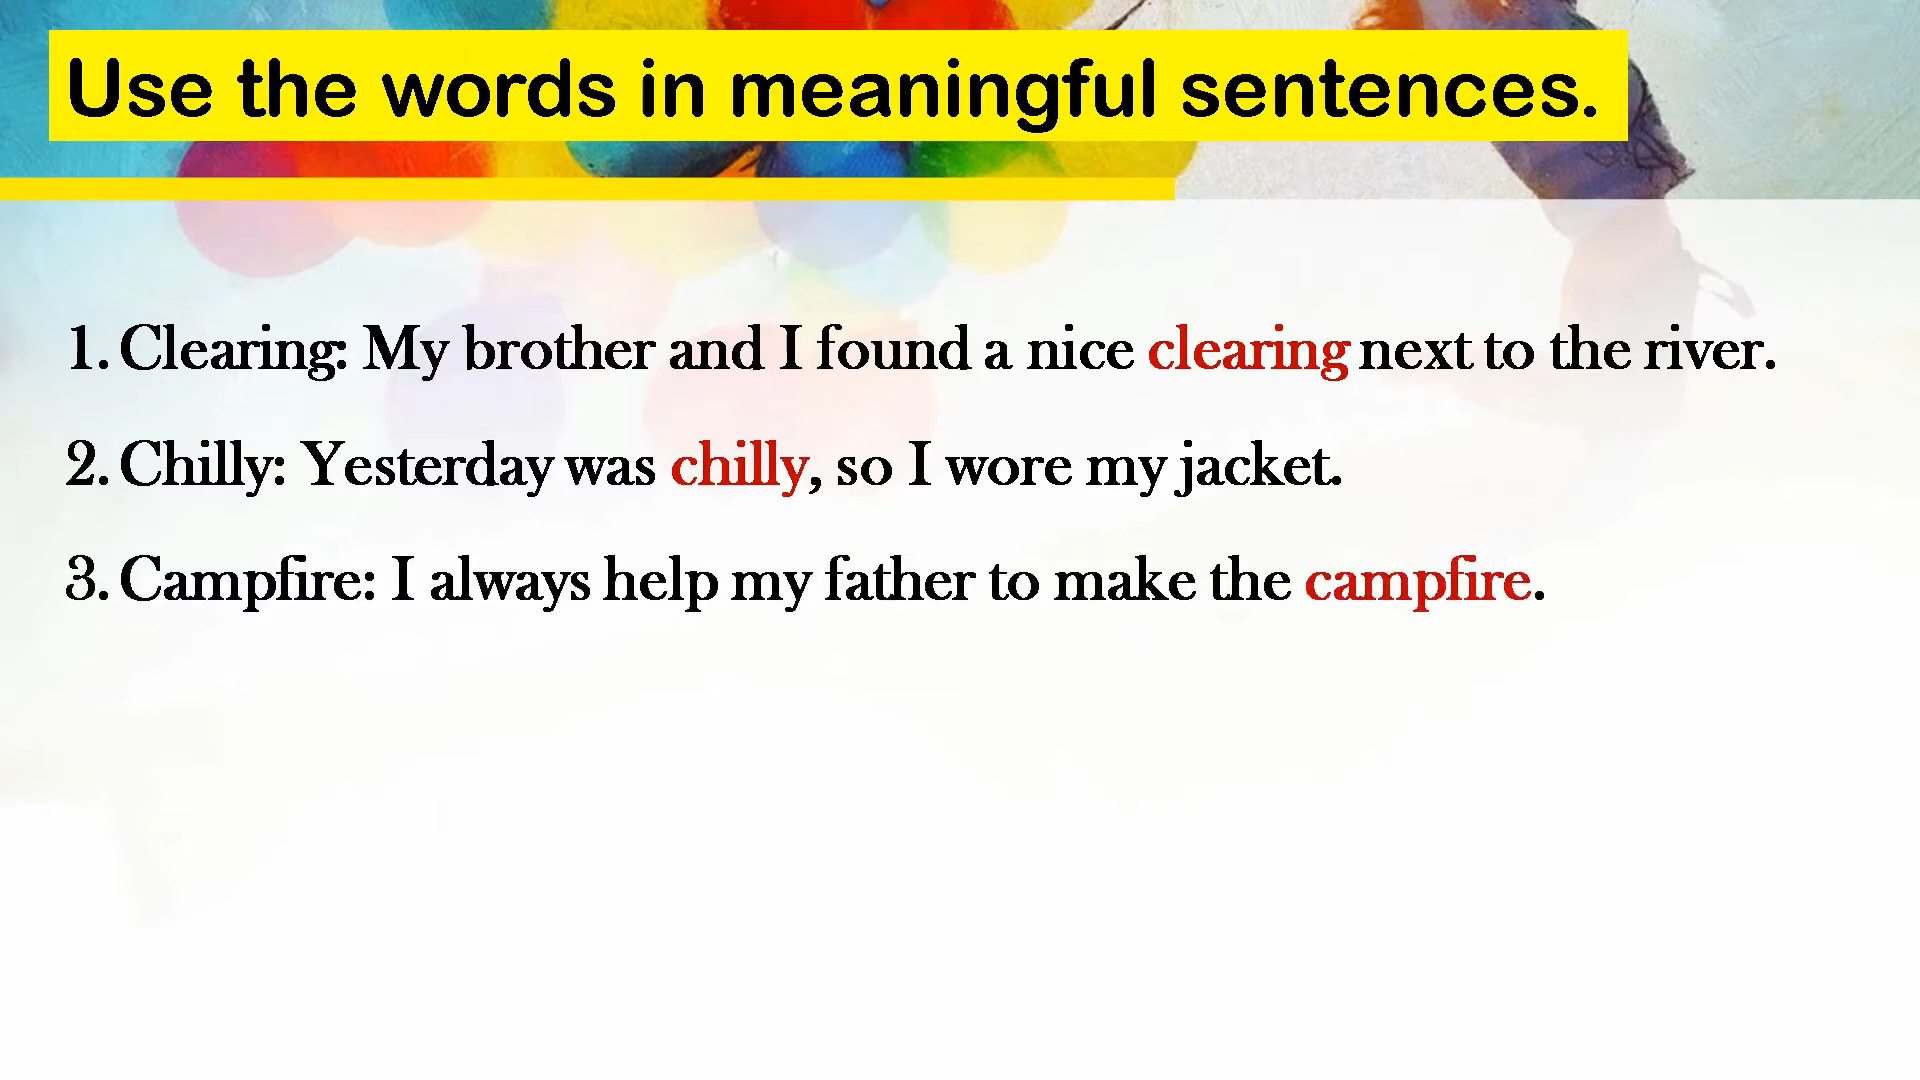 Use the words in meaningful sentences.
1. Clearing: My brother and I found a nice clearing next to the river.
2. Chilly: Yesterday was chilly, so I wore my jacket.
3. Campfire: I always help my father to make the campfire.